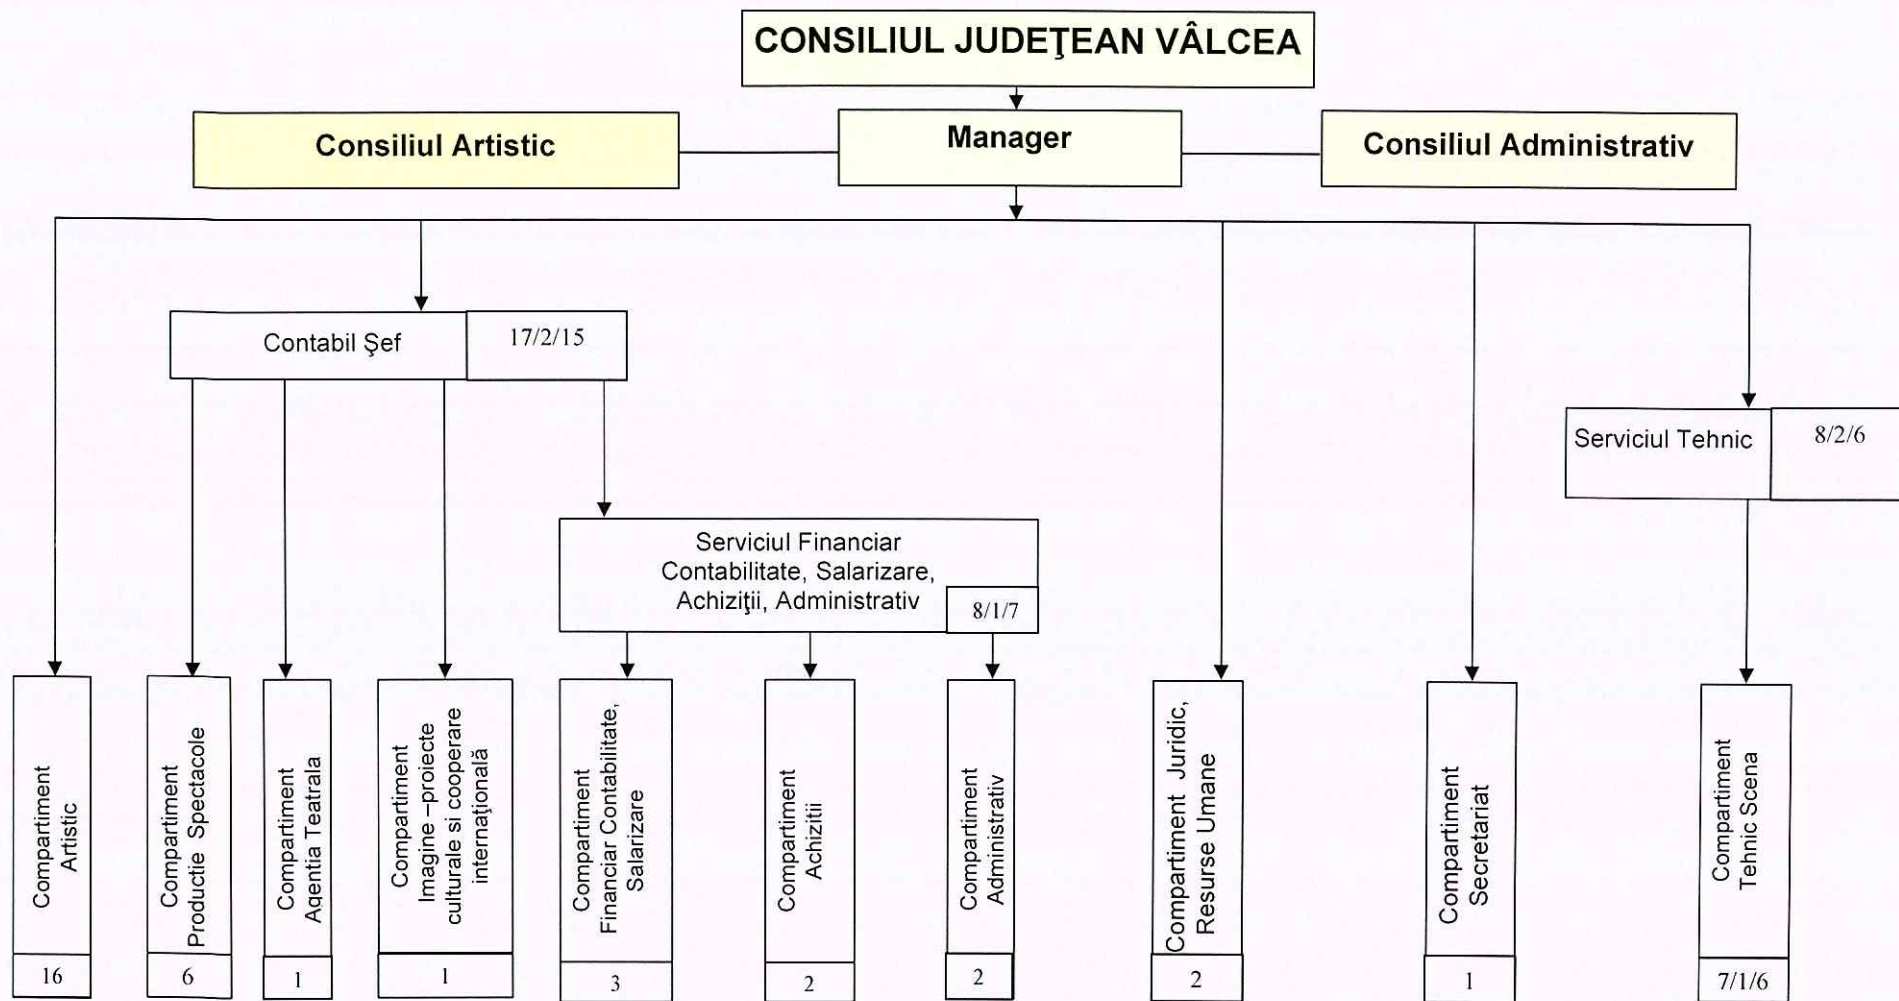 CONSILIUL JUDEŢEAN VÂLCEA
Consiliul Artistic
Manager
Consiliul Administrativ
Contabil Şef
17/2/15
Serviciul Tehnic
8/2/6
Serviciul Financiar
Contabilitate, Salarizare,
Achiziţii, Administrativ
8/1/7
Compartiment
Artistic
16
Compartiment
Productie Spectacole
6
Compartiment
Agentia Teatrala
1
Compartiment
Imagine –proiecte
culturale si cooperare
internaţională
1
Compartiment
Financiar Contabilitate,
Salarizare
3
Compartiment
Achizitii
2
Compartiment
Administrativ
2
Compartiment Juridic,
Resurse Umane
2
Compartiment
Secretariat
1
Compartiment
Tehnic Scena
7/1/6